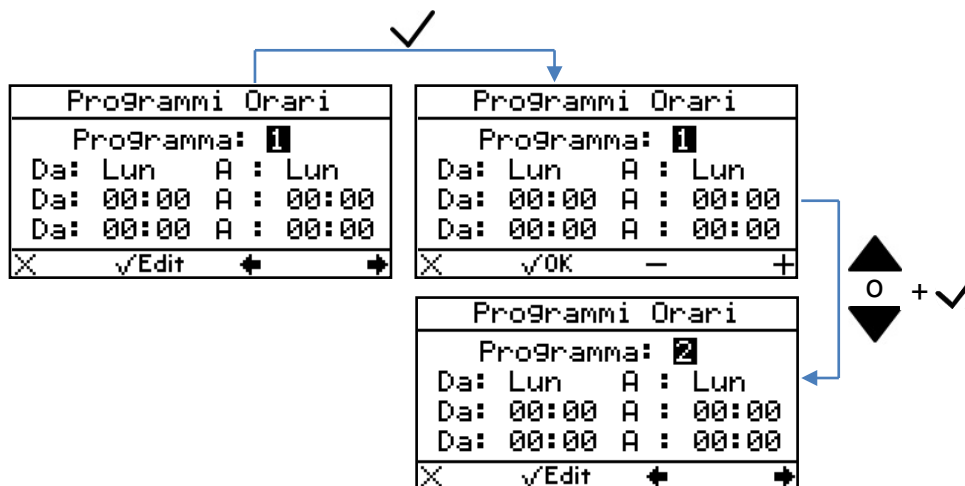 Programmi Orari
Programma: 1
Da: Lun A : Lun
Da: 00:00 A : 00:00
Da: 00:00 A : 00:00
X ✓Edit ← →
Programmi Orari
Programma: 1
Da: Lun A : Lun
Da: 00:00 A : 00:00
Da: 00:00 A : 00:00
X ✓OK — +
o + ✓
Programmi Orari
Programma: 2
Da: Lun A : Lun
Da: 00:00 A : 00:00
Da: 00:00 A : 00:00
X ✓Edit ← →